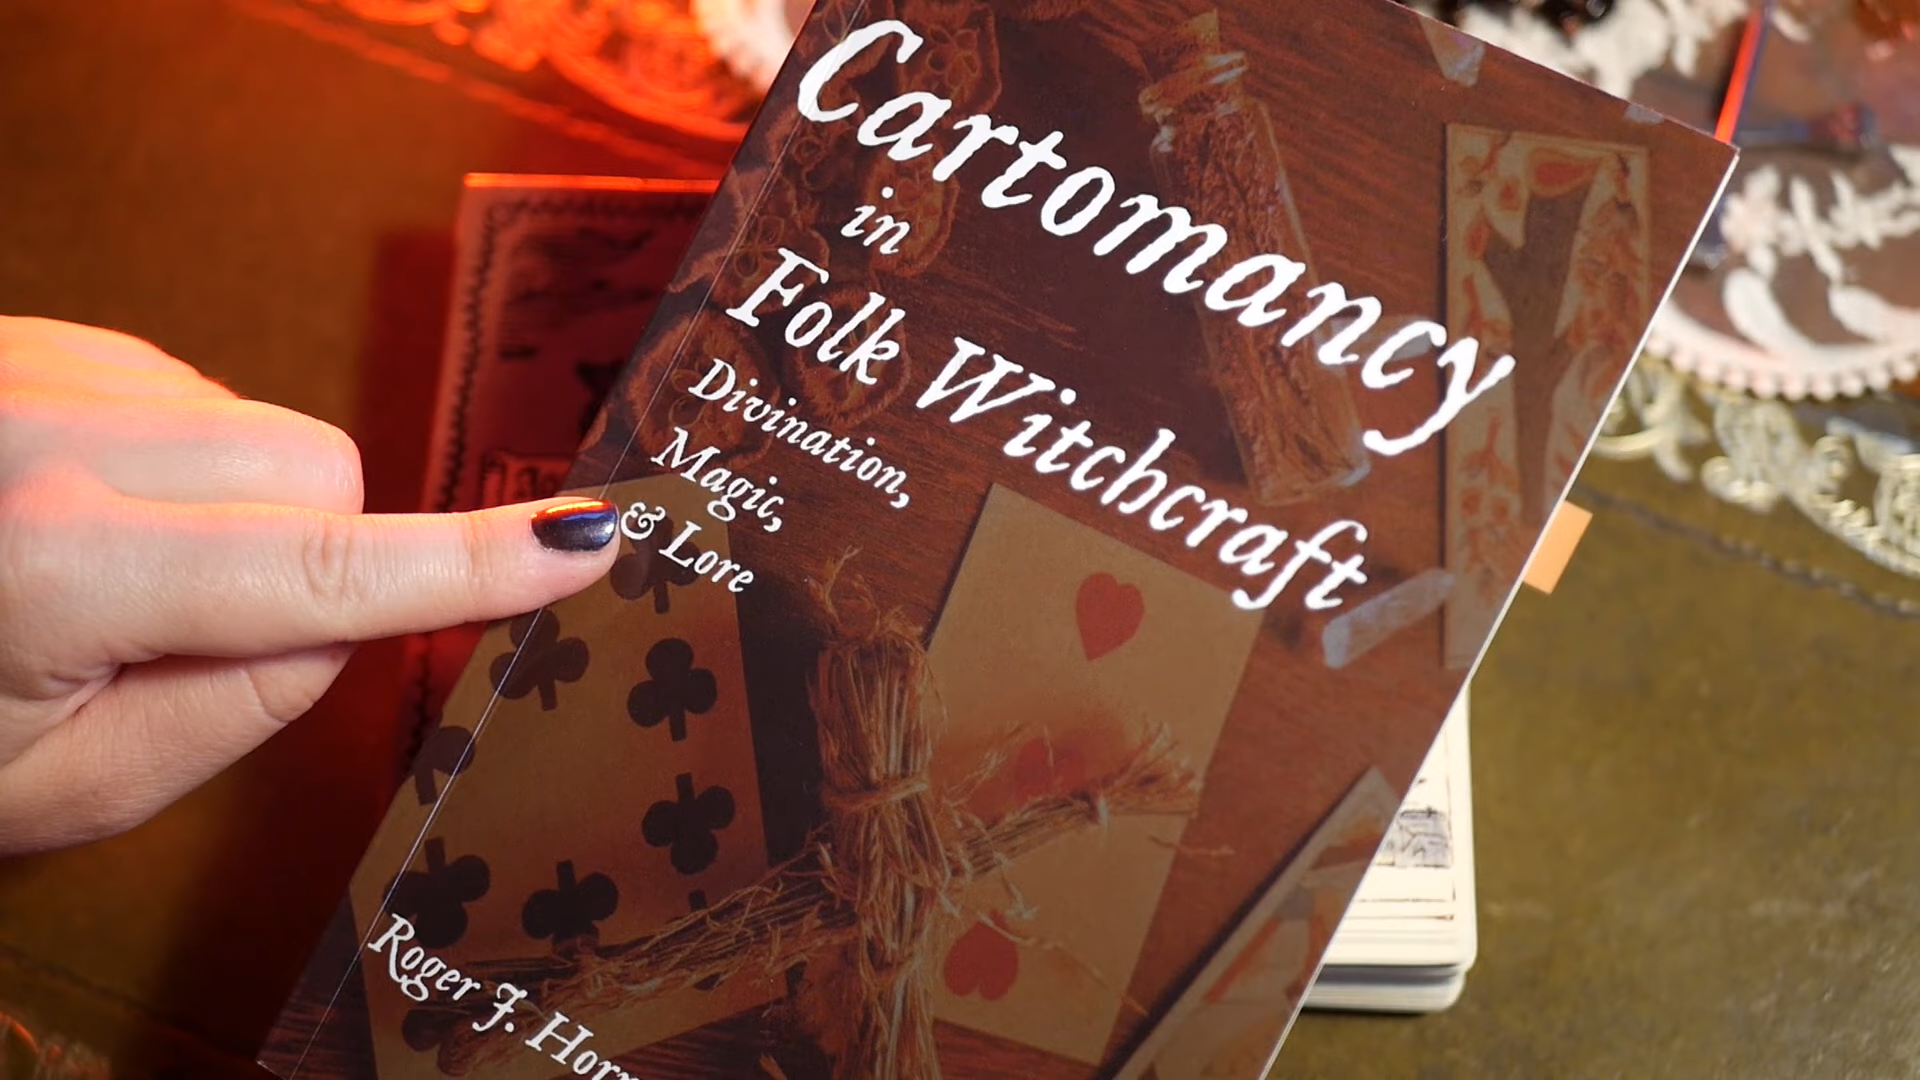 Cartomancy
in
Folk Witchcraft
Divination,
Magic,
& Lore
Roger J.